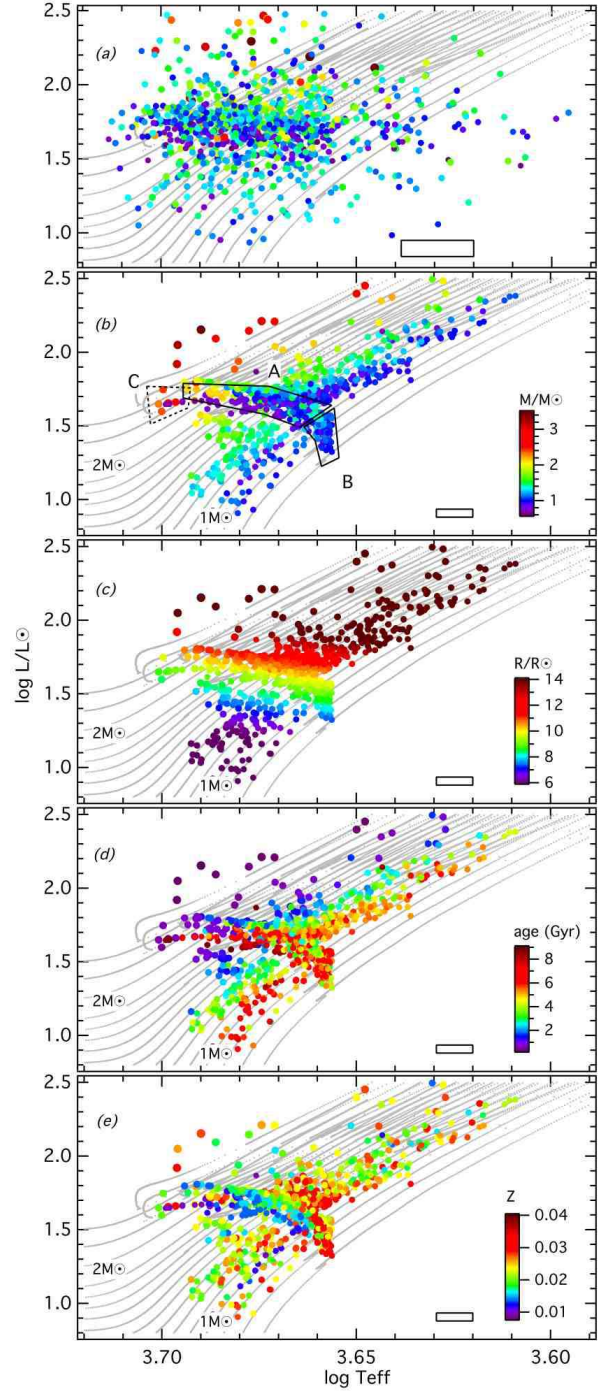 2.5
(a)
2.0
1.5
1.0
2.5
(b)
2.0
A
C
1.5
B
2M⊙
1.0
1M⊙
M/M⊙
3
2
1
2.5
(c)
2.0
1.5
2M⊙
1.0
1M⊙
R/R⊙
14
12
10
8
6
log L/L⊙
2.5
(d)
2.0
1.5
2M⊙
1.0
1M⊙
age (Gyr)
8
6
4
2
2.5
(e)
2.0
1.5
2M⊙
1.0
1M⊙
Z
0.04
0.03
0.02
0.01
3.70
3.65
3.60
log Teff